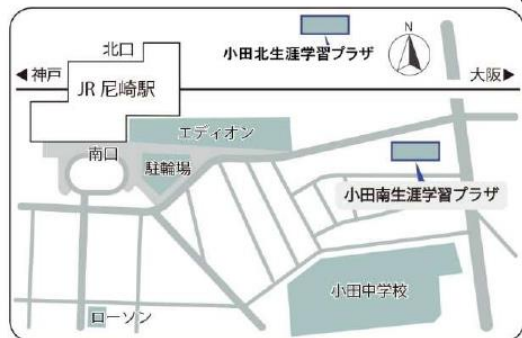 N
小田北生涯学習プラザ
北口
◀神戸
JR 尼崎駅
大阪▶
エディオン
南口
駐輪場
小田南生涯学習プラザ
小田中学校
ローソン